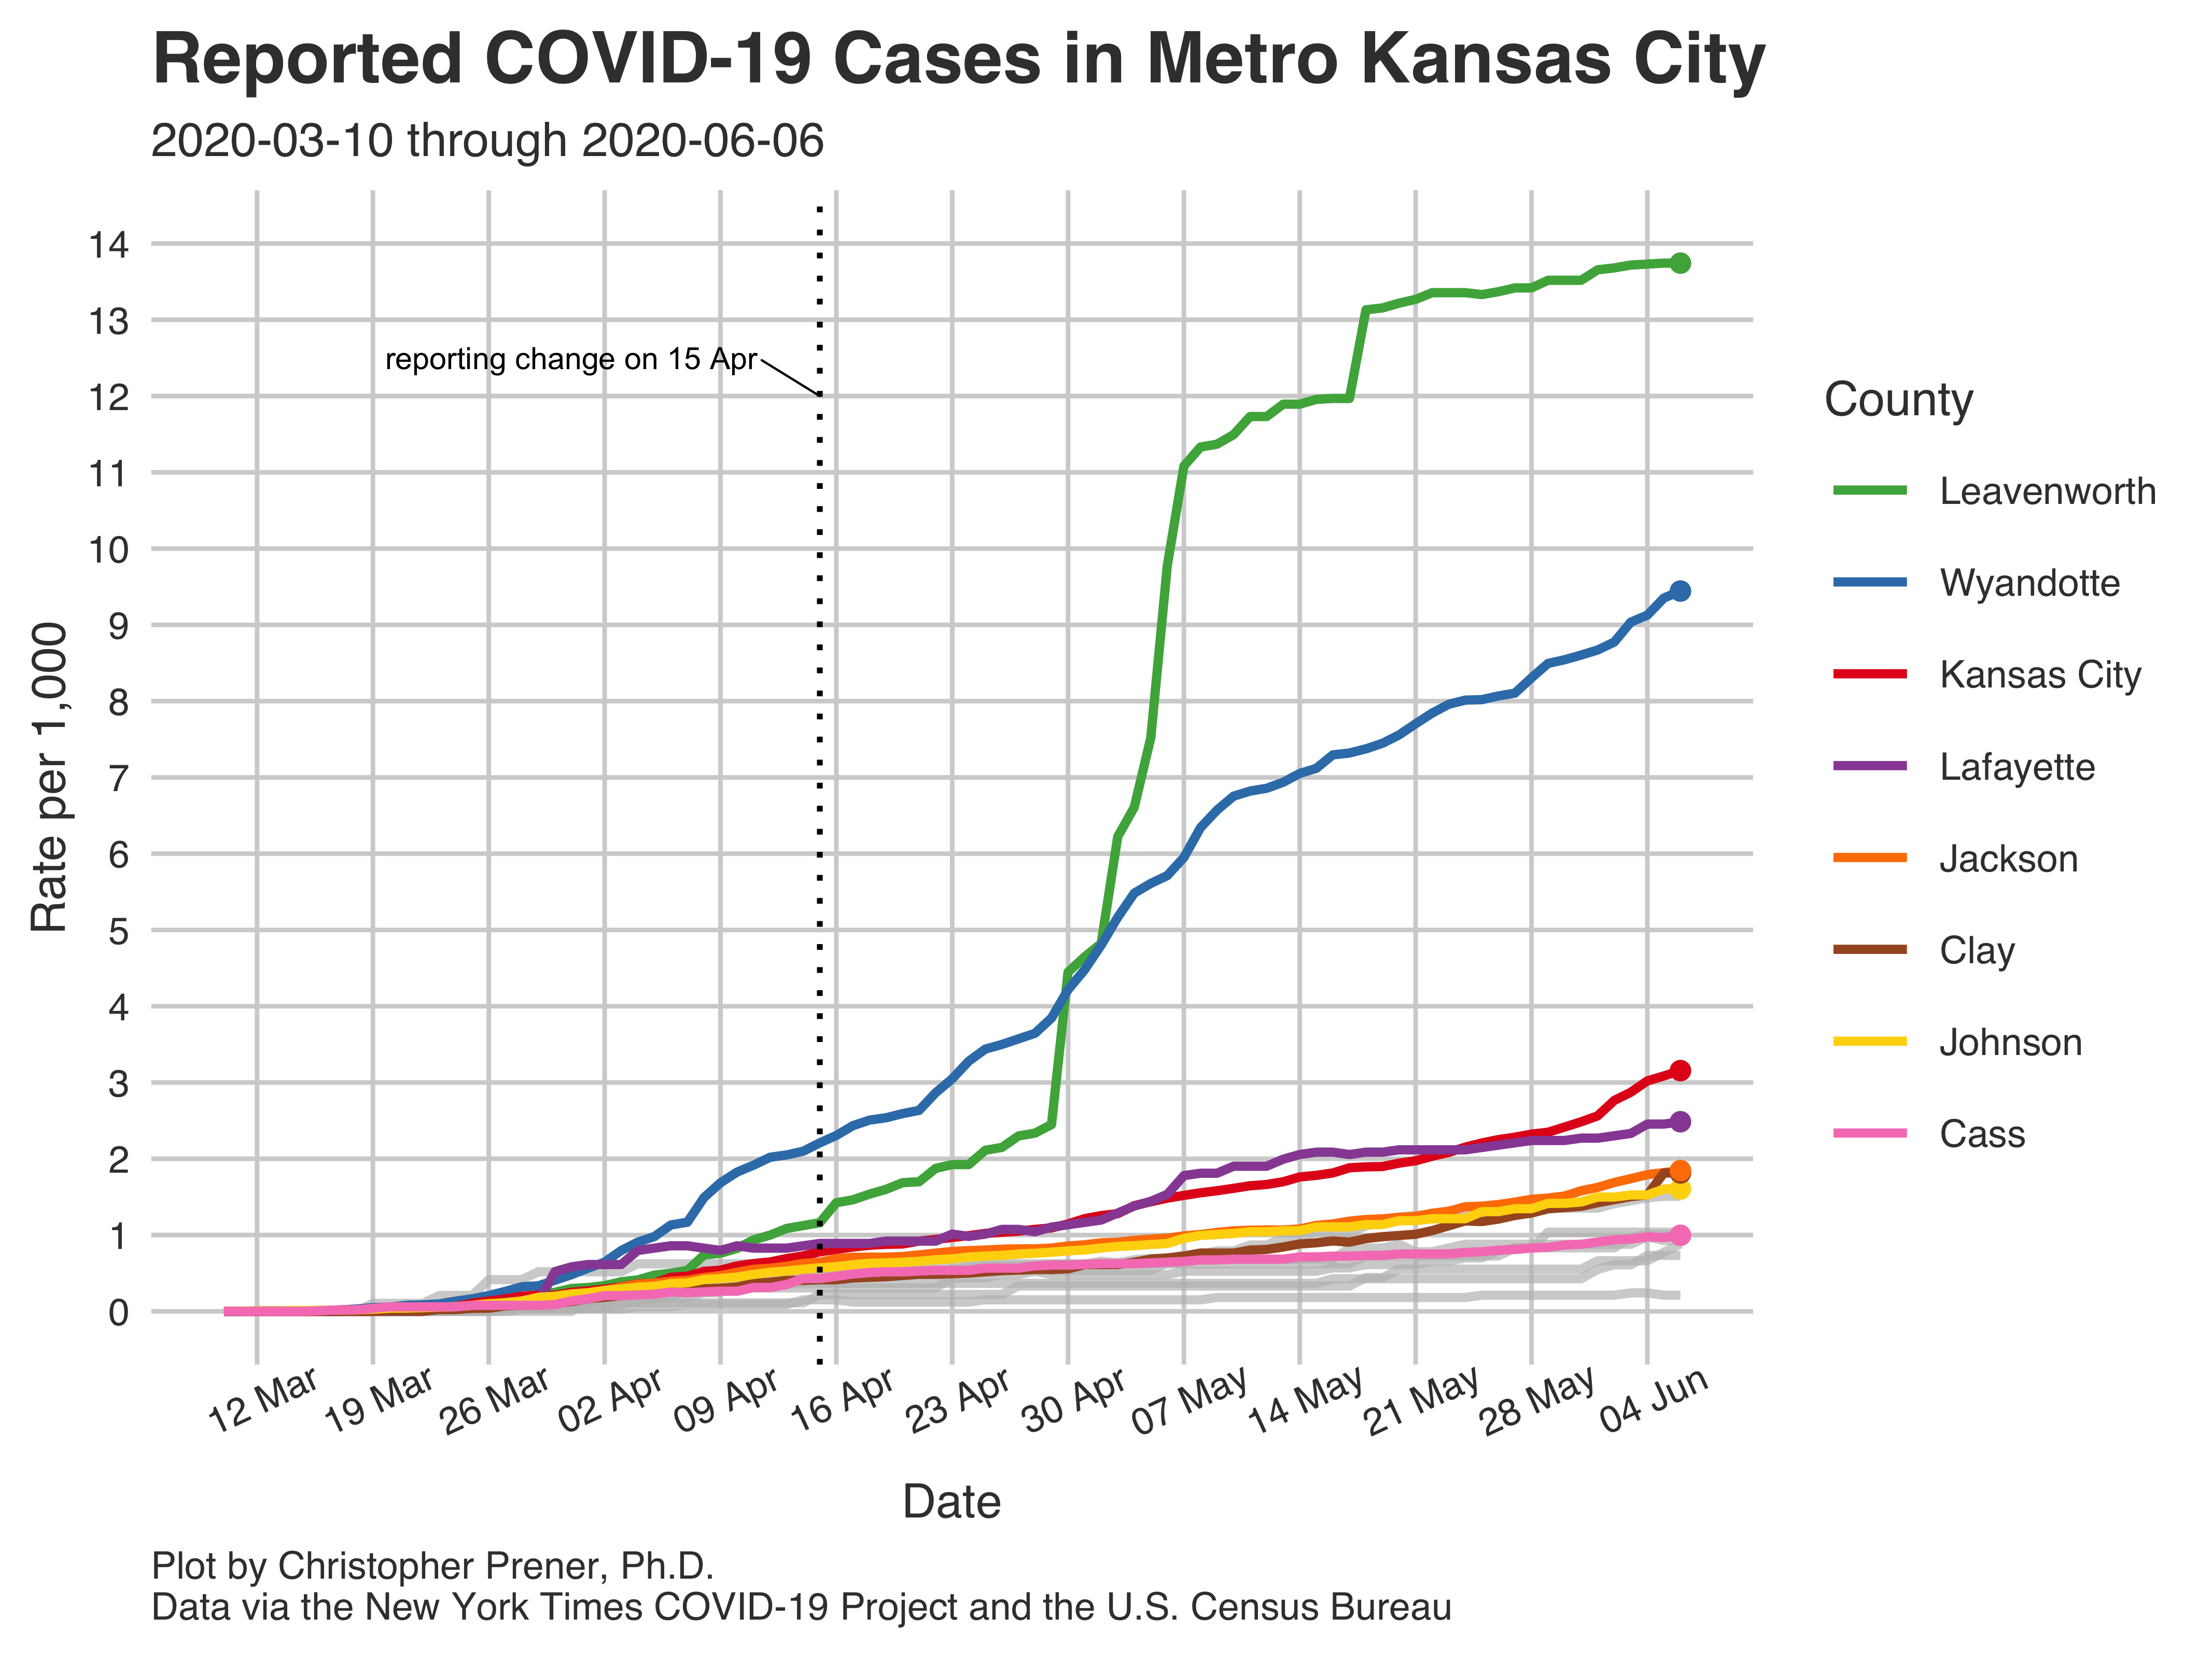 Reported COVID-19 Cases in Metro Kansas City
2020-03-10 through 2020-06-06
14
13
12
11
10
9
8
7
6
5
4
3
2
1
0
Rate per 1,000
reporting change on 15 Apr
12 Mar
19 Mar
26 Mar
02 Apr
09 Apr
16 Apr
23 Apr
30 Apr
07 May
14 May
21 May
28 May
04 Jun
Date
County
Leavenworth
Wyandotte
Kansas City
Lafayette
Jackson
Clay
Johnson
Cass
Plot by Christopher Prener, Ph.D.
Data via the New York Times COVID-19 Project and the U.S. Census Bureau